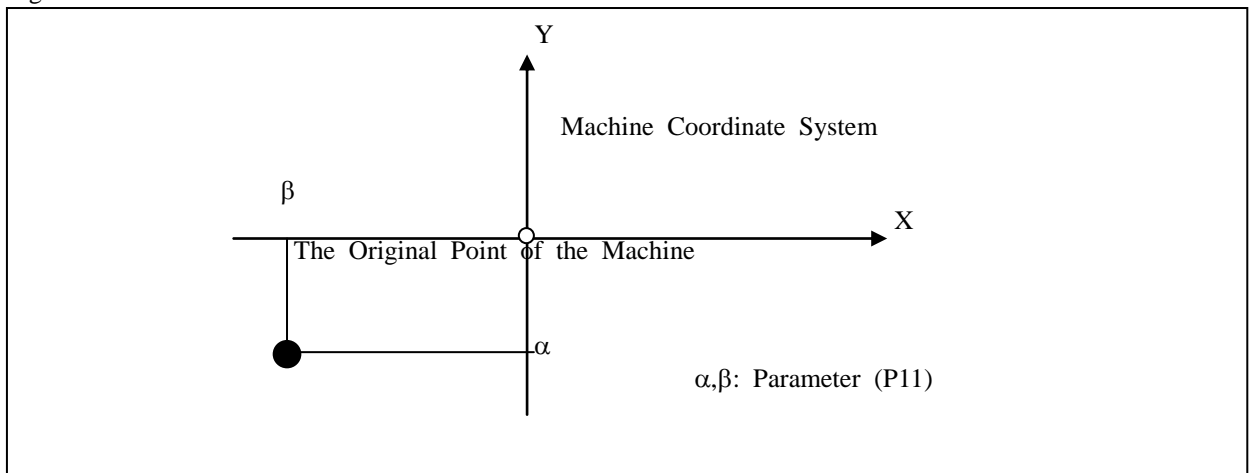 Y
Machine Coordinate System
β
X
The Original Point of the Machine
α
α,β: Parameter (P11)